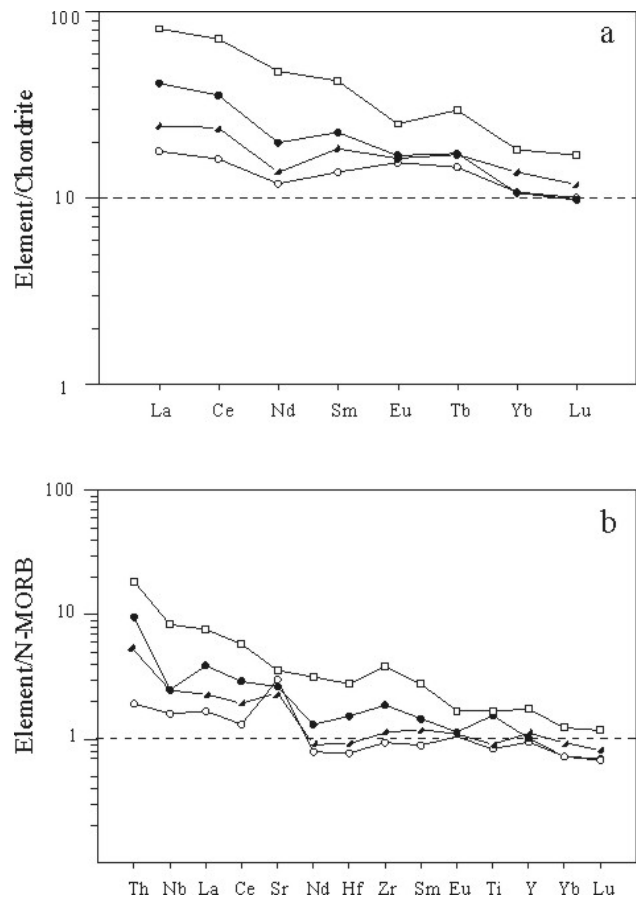 100
a
Element/Chondrite
10
1
La Ce Nd Sm Eu Tb Yb Lu
100
b
Element/N-MORB
10
1
Th Nb La Ce Sr Nd Hf Zr Sm Eu Ti Y Yb Lu